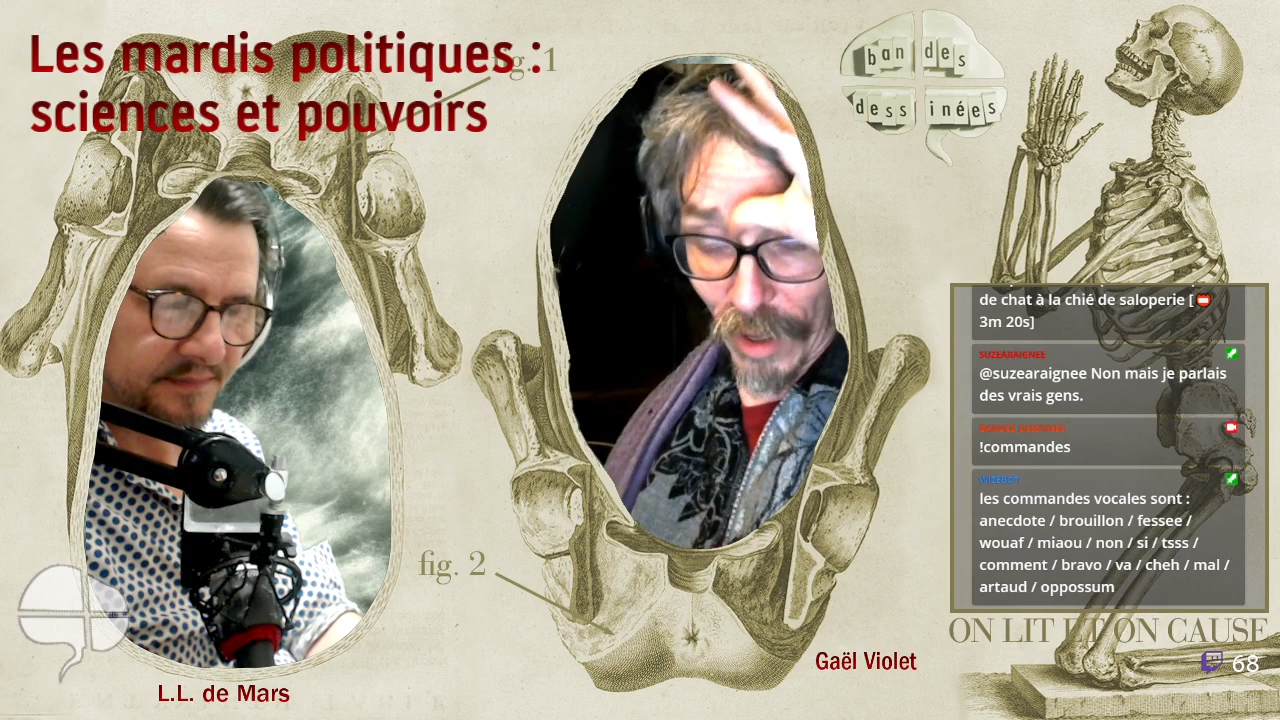 Les mardis politiques :
sciences et pouvoirs
fig. 1
ban des
dess inées
de chat à la chié de saloperie [
3m 20s]
SUZEARAIGNEE
@suzearaignee Non mais je parlais
des vrais gens.
!commandes
WIZEBOT
les commandes vocales sont :
anecdote / brouillon / fessee /
wouaf / miaou / non / si / tsss /
comment / bravo / va / cheh / mal /
artaud / oppossum
fig. 2
ON LIT ET ON CAUSE
68
Gaël Violet
L.L. de Mars